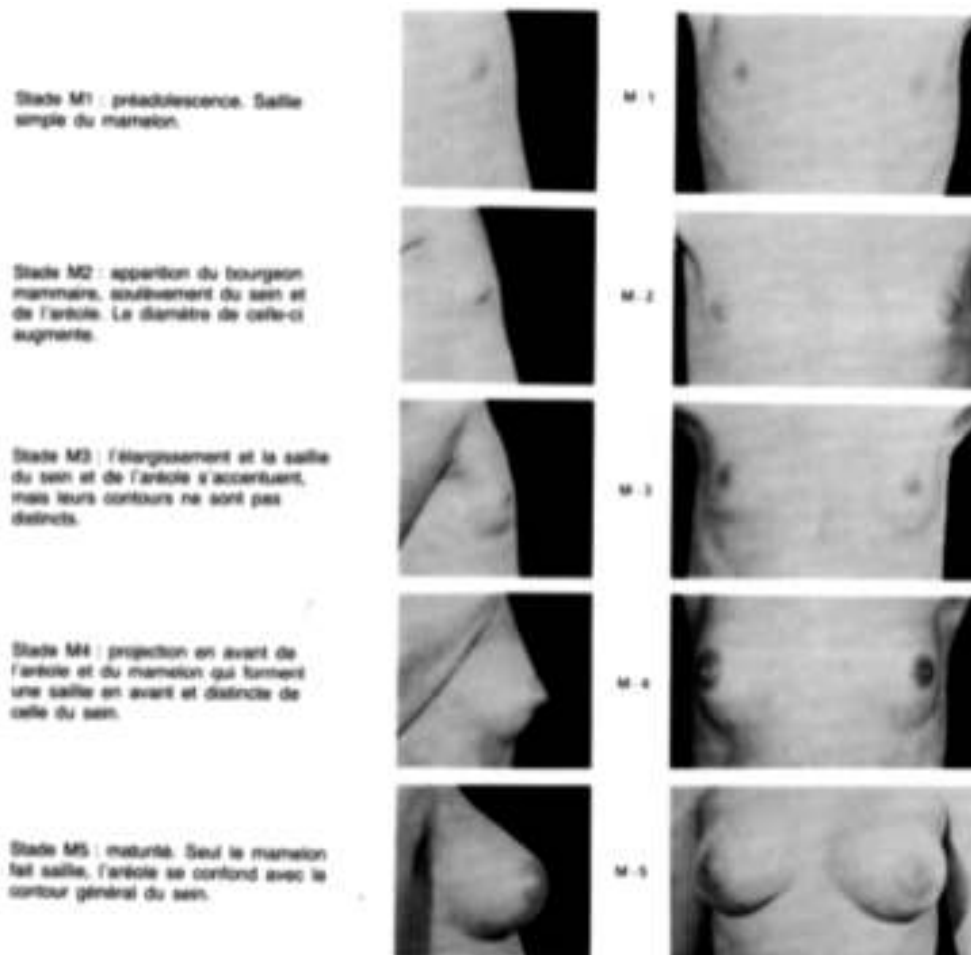 Stade M1 : préadolescence. Saillie
simple du mamelon.
M - 1
Stade M2 : apparition du bourgeon
mammaire, soulèvement du sein et
de l'aréole. Le diamètre de celle-ci
augmente.
M - 2
Stade M3 : l'élargissement et la saillie
du sein et de l'aréole s'accentuent,
mais leurs contours ne sont pas
distincts.
M - 3
Stade M4 : projection en avant de
l'aréole et du mamelon qui forment
une saillie en avant et distincte de
celle du sein.
M - 4
Stade M5 : maturité. Seul le mamelon
fait saillie, l'aréole se confond avec le
contour général du sein.
M - 5